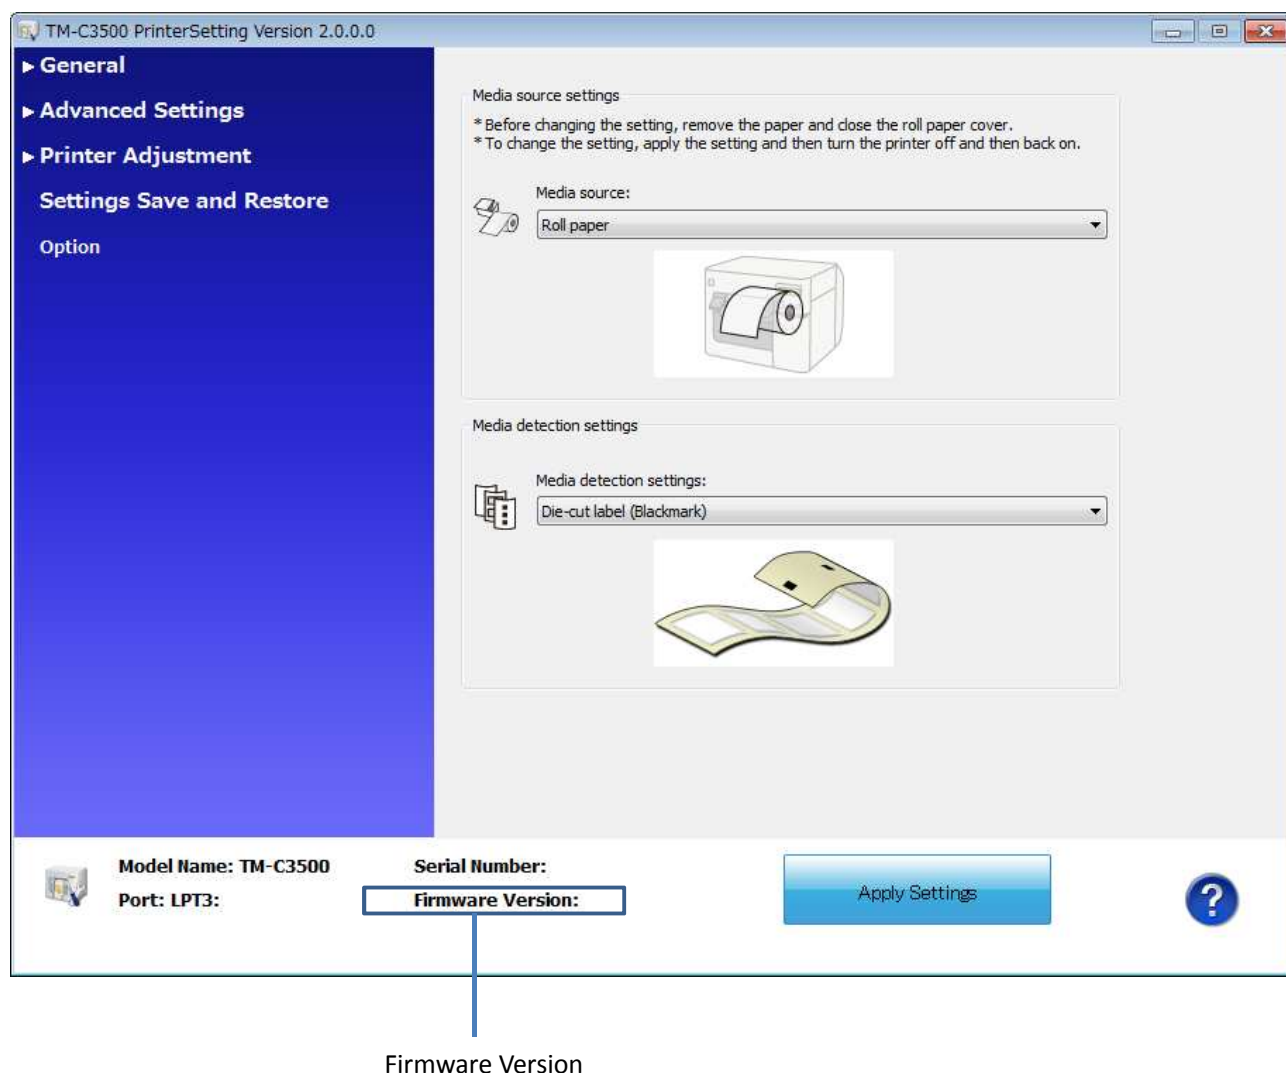 TM-C3500 PrinterSetting Version 2.0.0.0
General
Advanced Settings
Printer Adjustment
Settings Save and Restore
Option
Media source settings
* Before changing the setting, remove the paper and close the roll paper cover.
* To change the setting, apply the setting and then turn the printer off and then back on.
Media source:
Roll paper
Media detection settings
Media detection settings:
Die-cut label (Blackmark)
Model Name: TM-C3500
Serial Number:
Port: LPT3:
Firmware Version:
Apply Settings
?
Firmware Version